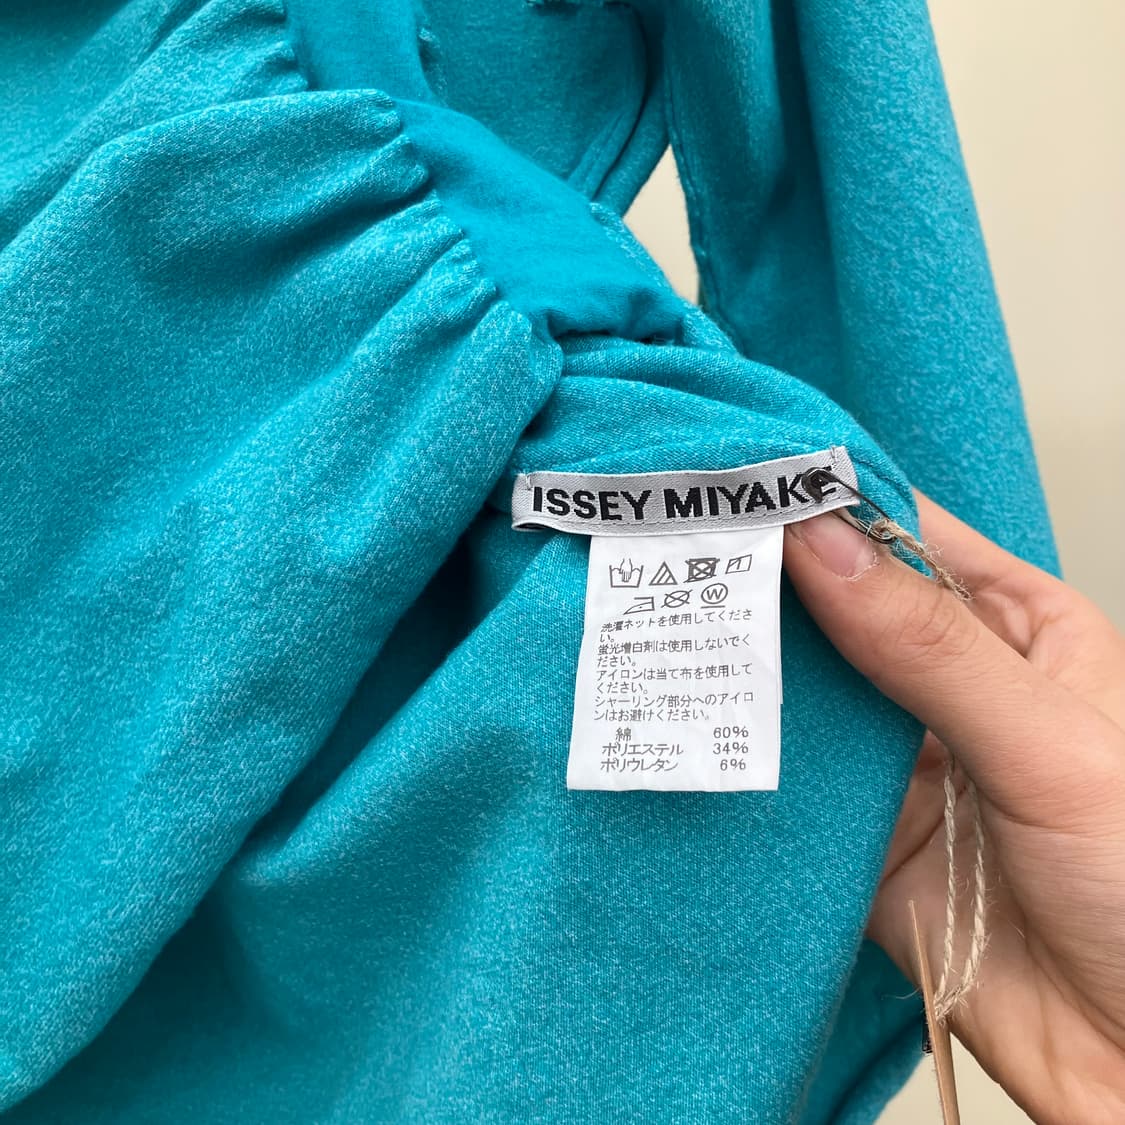 ISSEY MIYAKE
W
洗濯ネットを使用してくださ
い。
蛍光増白剤は使用しないでく
ださい。
アイロンは当て布を使用して
ください。
シャーリング部分へのアイロ
ンはお避けください。
綿 60%
ポリエステル 34%
ポリウレタン 6%